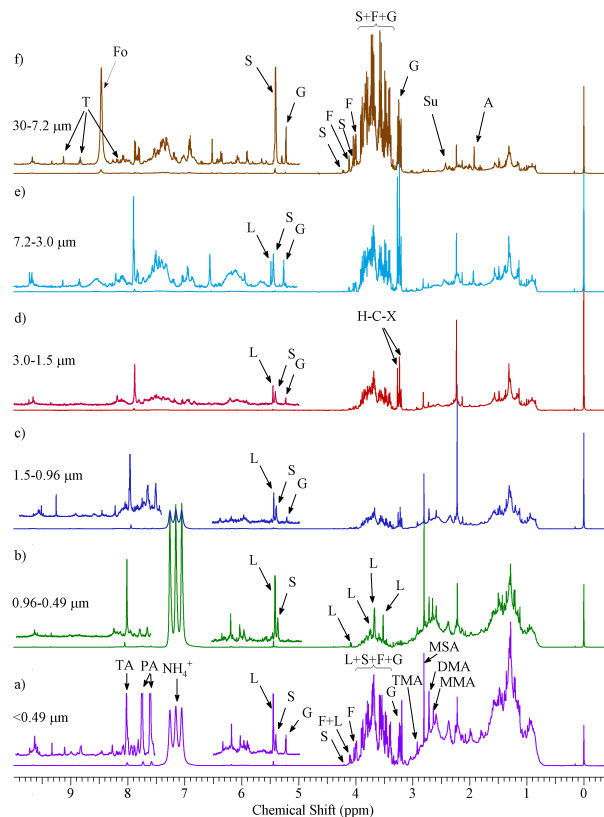 S+F+G
f)
Fo
S
G
G
T
F
F
S
S
Su
A
30-7.2 μm
e)
7.2-3.0 μm
L
S
G
d)
3.0-1.5 μm
H-C-X
L
S
G
c)
1.5-0.96 μm
L
S
G
b)
0.96-0.49 μm
L
S
L
L
L
L
a)
<0.49 μm
TA
PA
NH₄⁺
L
S
G
L+S+F+G
F
F+L
S
G
TMA
MSA
DMA
MMA
9 8 7 6 5 4 3 2 1 0
Chemical Shift (ppm)